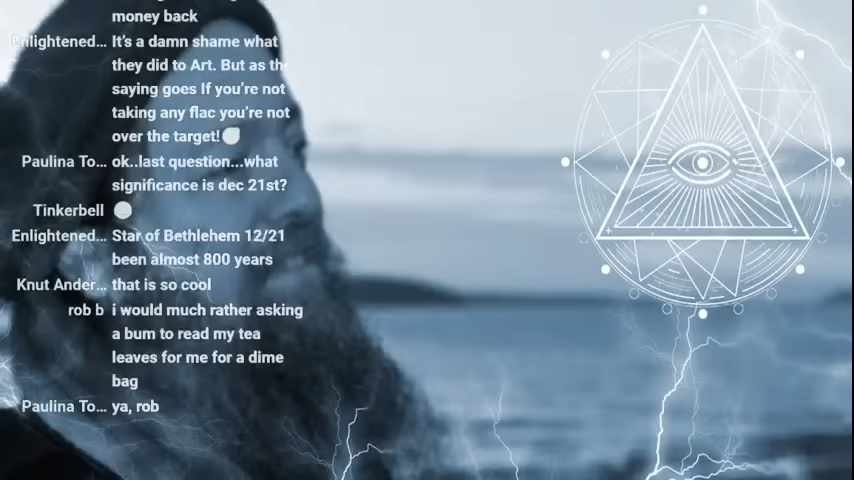 money back
Enlightened... It's a damn shame what
they did to Art. But as the
saying goes If you're not
taking any flac you're not
over the target!
Paulina To... ok..last question...what
significance is dec 21st?
Tinkerbell
Enlightened... Star of Bethlehem 12/21
been almost 800 years
Knut Ander... that is so cool
rob b i would much rather asking
a bum to read my tea
leaves for me for a dime
bag
Paulina To... ya, rob